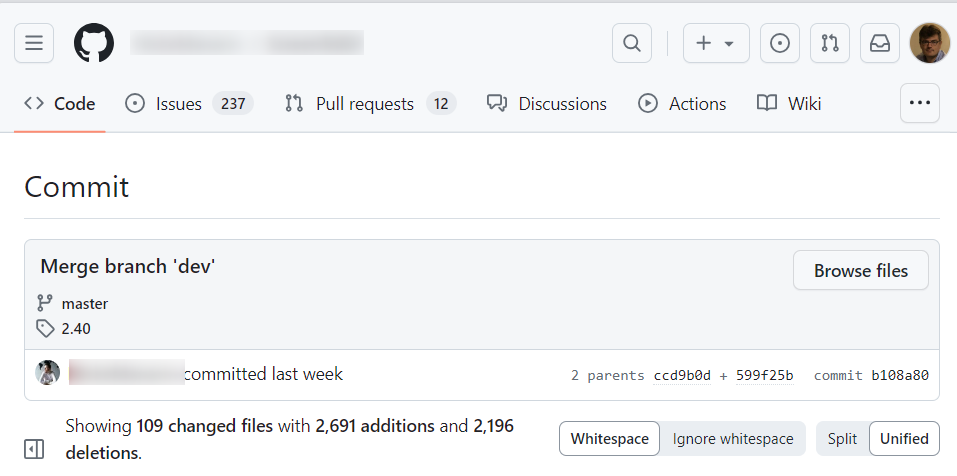 Code Issues 237 Pull requests 12 Discussions Actions Wiki
Commit
Merge branch 'dev'
Browse files
master
2.40
committed last week 2 parents ccd9b0d + 599f25b commit b108a80
Showing 109 changed files with 2,691 additions and 2,196
deletions.
Whitespace Ignore whitespace Split Unified